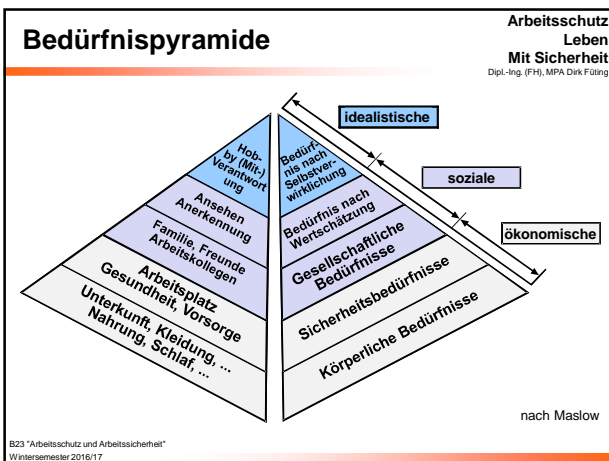 Bedürfnispyramide
Arbeitsschutz
Leben
Mit Sicherheit
Dipl.-Ing. (FH), MPA Dirk Füting
idealistische
soziale
ökonomische
Hob-
by (Mit-)
Verantwort
ung
Bedürf-
nis nach
Selbstver-
wirklichung
Ansehen
Anerkennung
Bedürfnis nach
Wertschätzung
Familie, Freunde
Arbeitskollegen
Gesellschaftliche
Bedürfnisse
Arbeitsplatz
Gesundheit, Vorsorge
Sicherheitsbedürfnisse
Unterkunft, Kleidung, ...
Nahrung, Schlaf, ...
Körperliche Bedürfnisse
nach Maslow
B23 "Arbeitsschutz und Arbeitssicherheit"
Wintersemester 2016/17